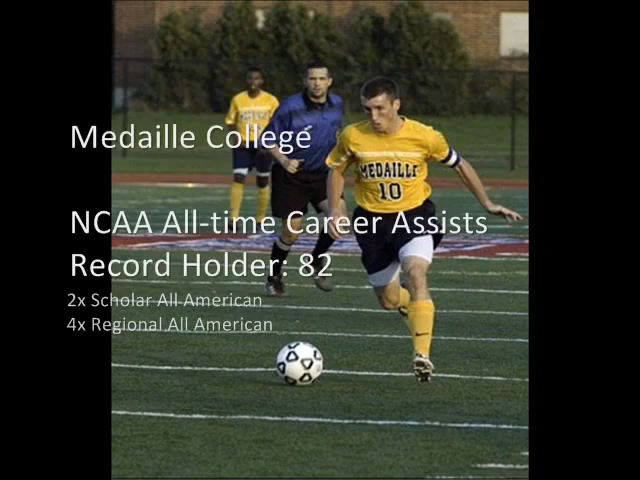 Medaille College
NCAA All-time Career Assists
Record Holder: 82
2x Scholar All American
4x Regional All American
MEDAILLE
10